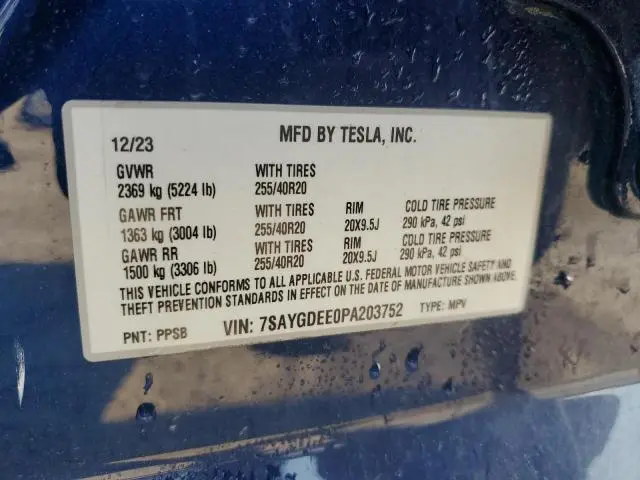 12/23 MFD BY TESLA, INC.
GVWR WITH TIRES
2369 kg (5224 lb) 255/40R20
GAWR FRT WITH TIRES RIM COLD TIRE PRESSURE
1363 kg (3004 lb) 255/40R20 20X9.5J 290 kPa, 42 psi
GAWR RR WITH TIRES RIM COLD TIRE PRESSURE
1500 kg (3306 lb) 255/40R20 20X9.5J 290 kPa, 42 psi
THIS VEHICLE CONFORMS TO ALL APPLICABLE U.S. FEDERAL MOTOR VEHICLE SAFETY AND
THEFT PREVENTION STANDARDS IN EFFECT ON THE DATE OF MANUFACTURE SHOWN ABOVE.
PNT: PPSB VIN: 7SAYGDEE0PA203752 TYPE: MPV